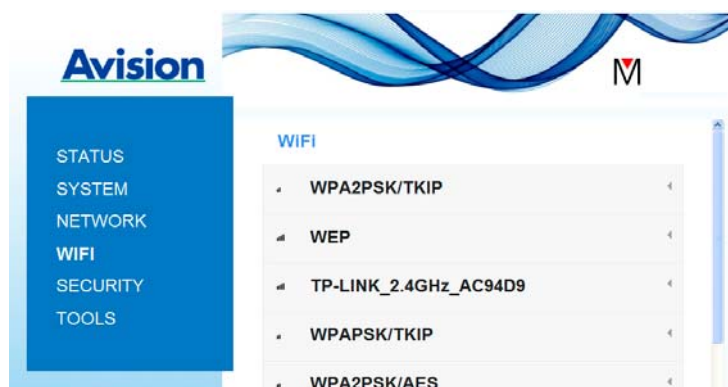 Avision
M
STATUS
SYSTEM
NETWORK
WIFI
SECURITY
TOOLS
WiFi
WPA2PSK/TKIP
WEP
TP-LINK_2.4GHz_AC94D9
WPAPSK/TKIP
WPA2PSK/AES